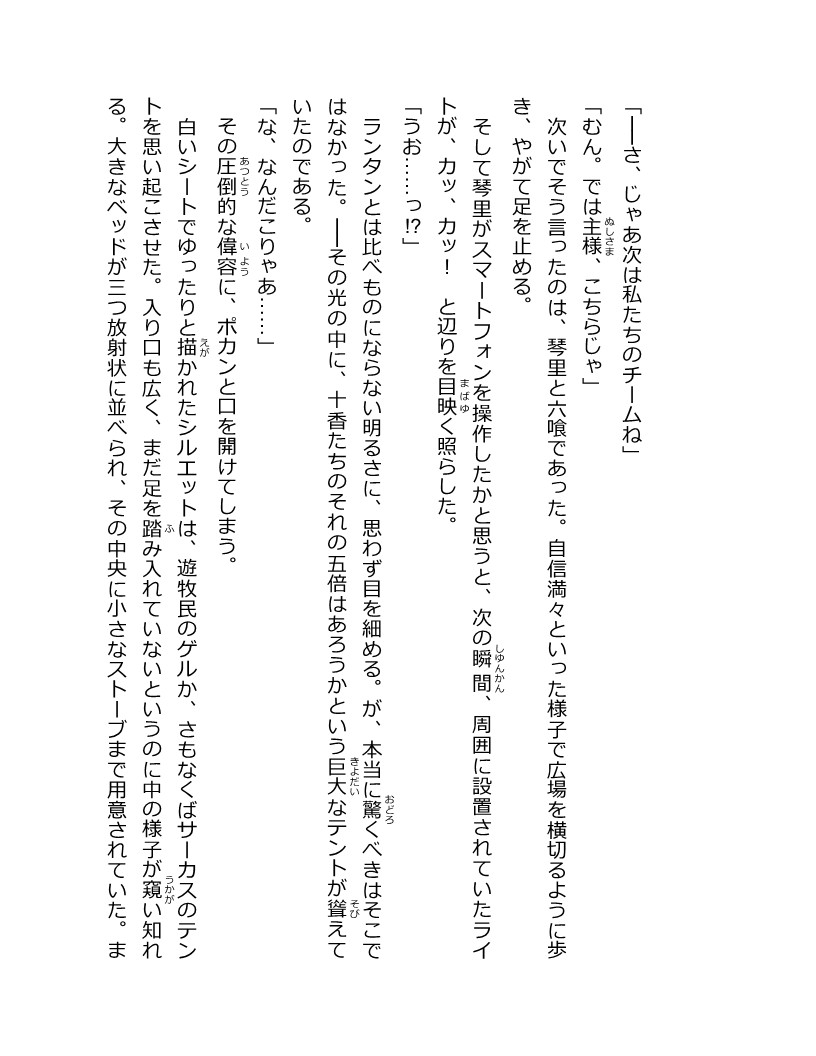 「──さ、じゃあ次は私たちのチームね」
「むん。では主様、こちらじゃ」
次いでそう言ったのは、琴里と六喰であった。自信満々といった様子で広場を横切るように歩
き、やがて足を止める。
そして琴里がスマートフォンを操作したかと思うと、次の瞬間、周囲に設置されていたライ
トが、カッ、カッ！　と辺りを目映く照らした。
「うお……っ!?」
ランタンとは比べものにならない明るさに、思わず目を細める。が、本当に驚くべきはそこで
はなかった。──その光の中に、十香たちのそれの五倍はあろうかという巨大なテントが聳えて
いたのである。
「な、なんだこりゃあ……」
その圧倒的な偉容に、ポカンと口を開けてしまう。
白いシートでゆったりと描かれたシルエットは、遊牧民のゲルか、さもなくばサーカスのテン
トを思い起こさせた。入り口も広く、まだ足を踏み入れていないというのに中の様子が窺い知れ
る。大きなベッドが三つ放射状に並べられ、その中央に小さなストーブまで用意されていた。ま